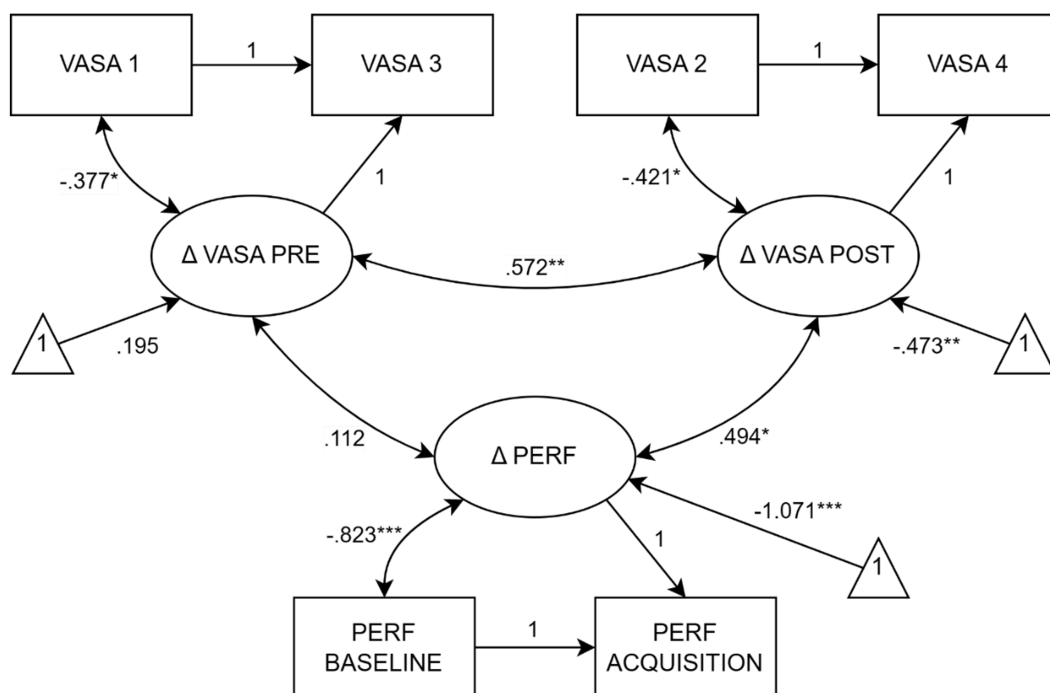 1
1
VASA 1
VASA 3
VASA 2
VASA 4
-.377*
1
-.421*
1
Δ VASA PRE
.572**
Δ VASA POST
1
.195
-.473**
1
.112
.494*
Δ PERF
-.823***
1
-1.071***
1
PERF
BASELINE
1
PERF
ACQUISITION